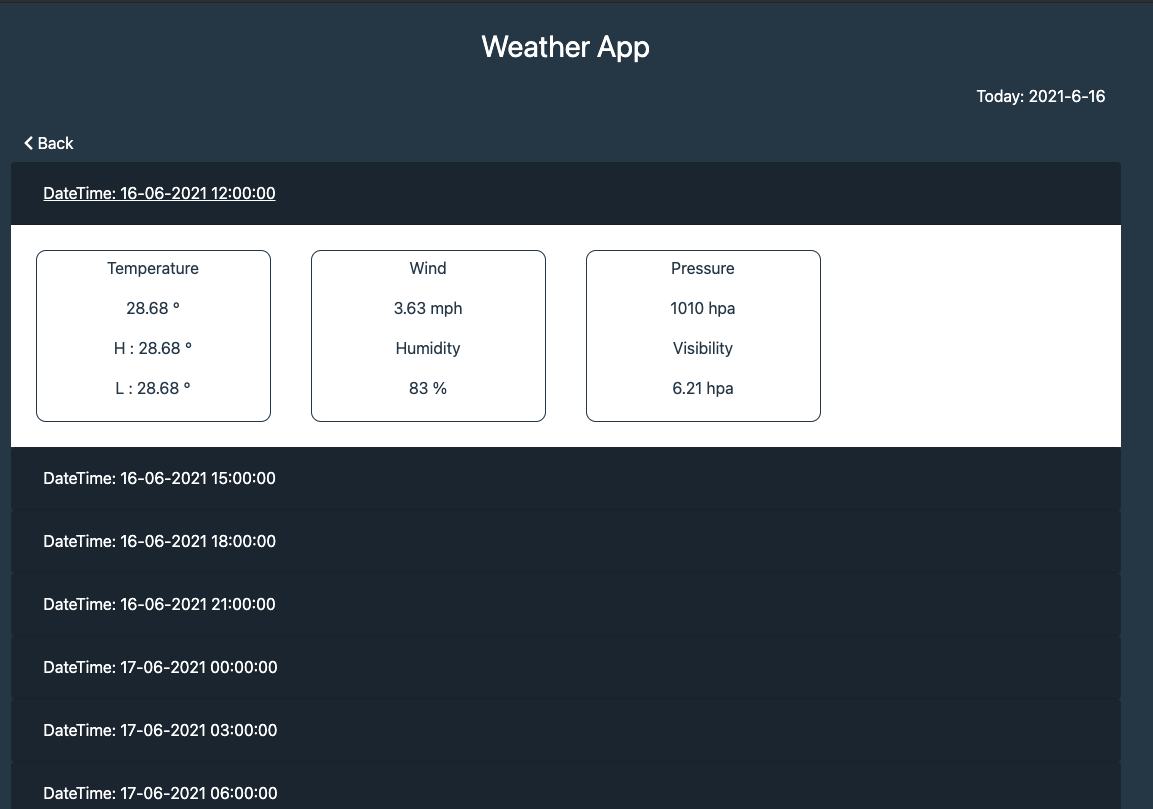 Weather App
Today: 2021-6-16
Back
DateTime: 16-06-2021 12:00:00
Temperature
28.68 º
H : 28.68 º
L : 28.68 º
Wind
3.63 mph
Humidity
83 %
Pressure
1010 hpa
Visibility
6.21 hpa
DateTime: 16-06-2021 15:00:00
DateTime: 16-06-2021 18:00:00
DateTime: 16-06-2021 21:00:00
DateTime: 17-06-2021 00:00:00
DateTime: 17-06-2021 03:00:00
DateTime: 17-06-2021 06:00:00